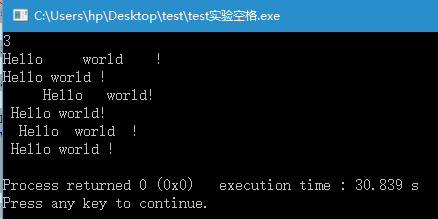 C:\Users\hp\Desktop\test\test实验空格.exe
3
Hello     world    !
Hello world !
     Hello   world!
 Hello world!
  Hello  world  !
 Hello world !

Process returned 0 (0x0)   execution time : 30.839 s
Press any key to continue.